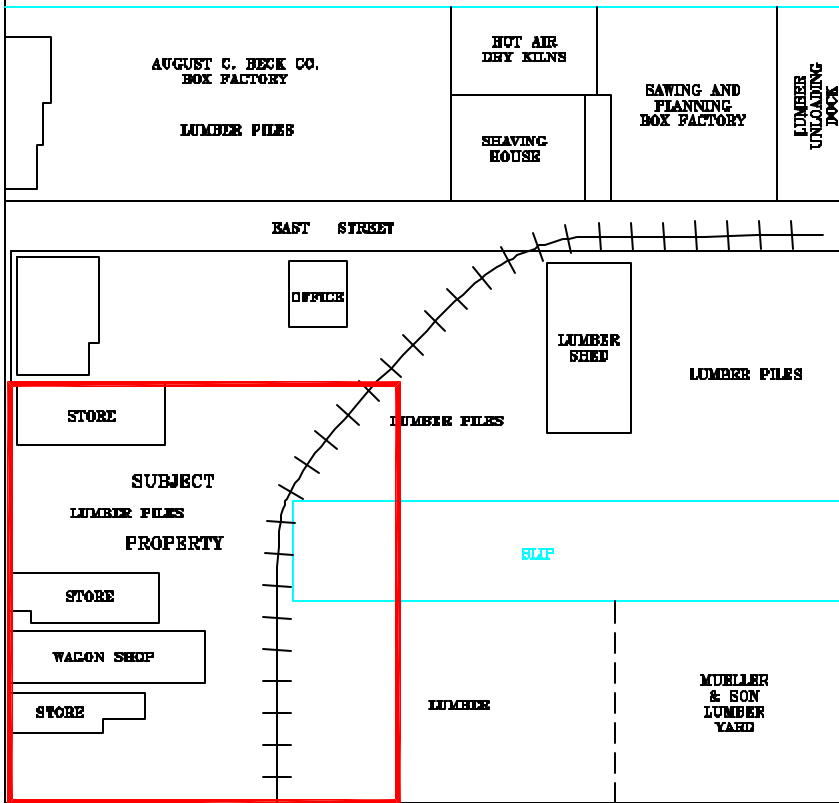 AUGUST C. BECK CO.
BOX FACTORY
LUMBER PILES
HOT AIR
DRY KILNS
SHAVING
HOUSE
SAWING AND
PLANNING
BOX FACTORY
LUMBER
UNLOADING
DOCK
EAST STREET
OFFICE
LUMBER
SHED
LUMBER PILES
STORE
LUMBER PILES
SUBJECT
LUMBER PILES
PROPERTY
SLIP
STORE
WAGON SHOP
STORE
LUMBER
MUELLER
& SON
LUMBER
YARD